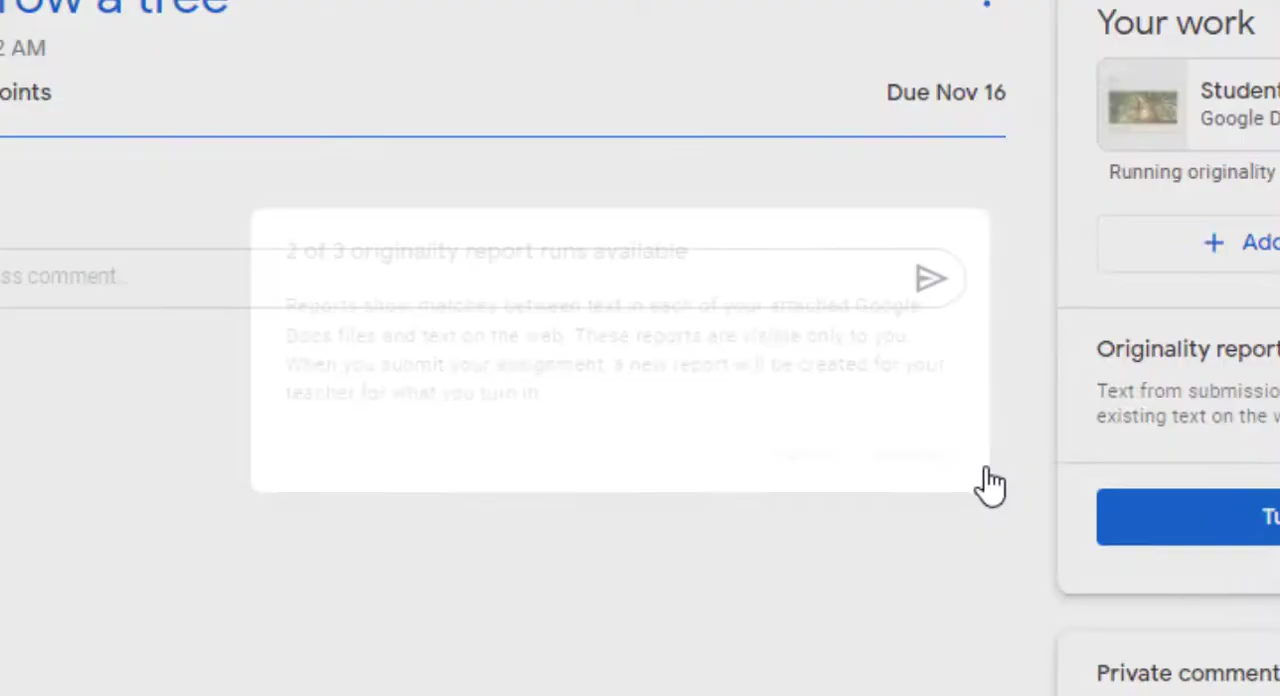 row a tree
2 AM
oints
Due Nov 16
ss comment...
2 of 3 originality report runs available
Reports show matches between text in each of your attached Google
Docs files and text on the web. These reports are visible only to you.
When you submit your assignment, a new report will be created for your
teacher for what you turn in.
Your work
Student
Google D
Running originality
+ Add
Originality report
Text from submissio
existing text on the w
Tu
Private comment